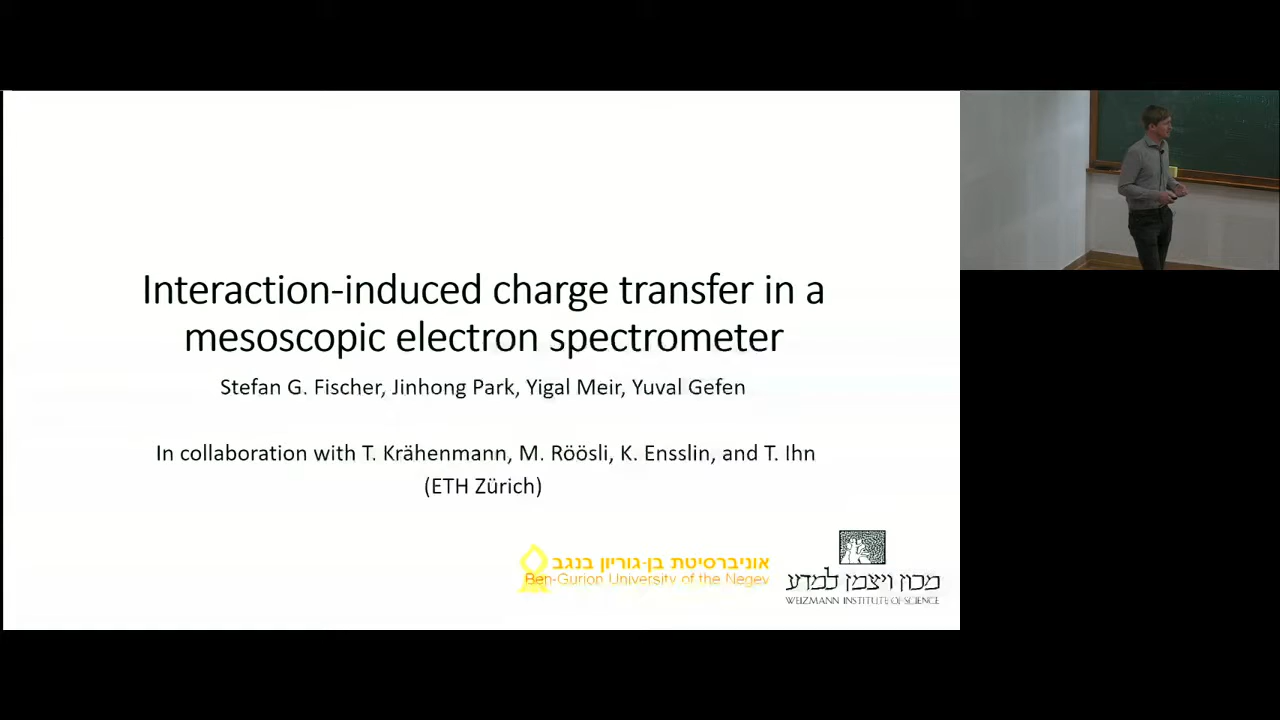 Interaction-induced charge transfer in a
mesoscopic electron spectrometer
Stefan G. Fischer, Jinhong Park, Yigal Meir, Yuval Gefen
In collaboration with T. Krähenmann, M. Röösli, K. Ensslin, and T. Ihn
(ETH Zürich)
אוניברסיטת בן-גוריון בנגב
Ben-Gurion University of the Negev
מכון ויצמן למדע
WEIZMANN INSTITUTE OF SCIENCE